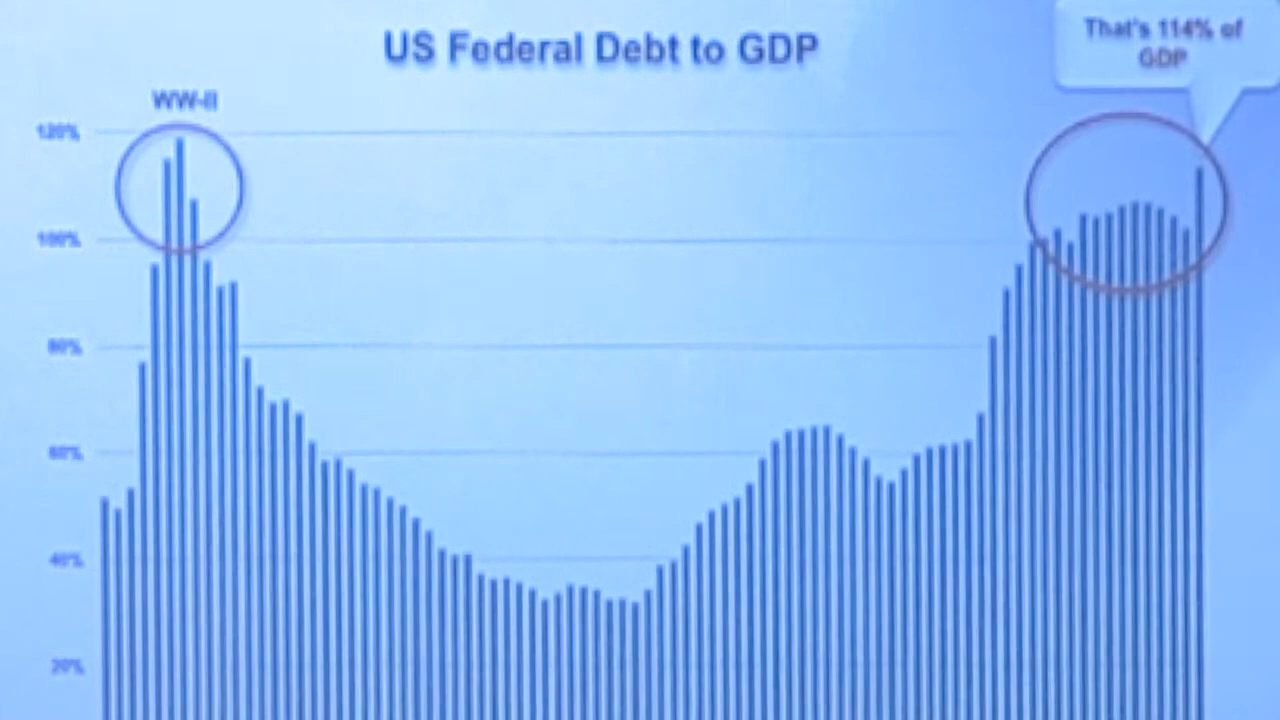 US Federal Debt to GDP
That's 114% of
GDP
WW-II
120%
100%
80%
60%
40%
20%